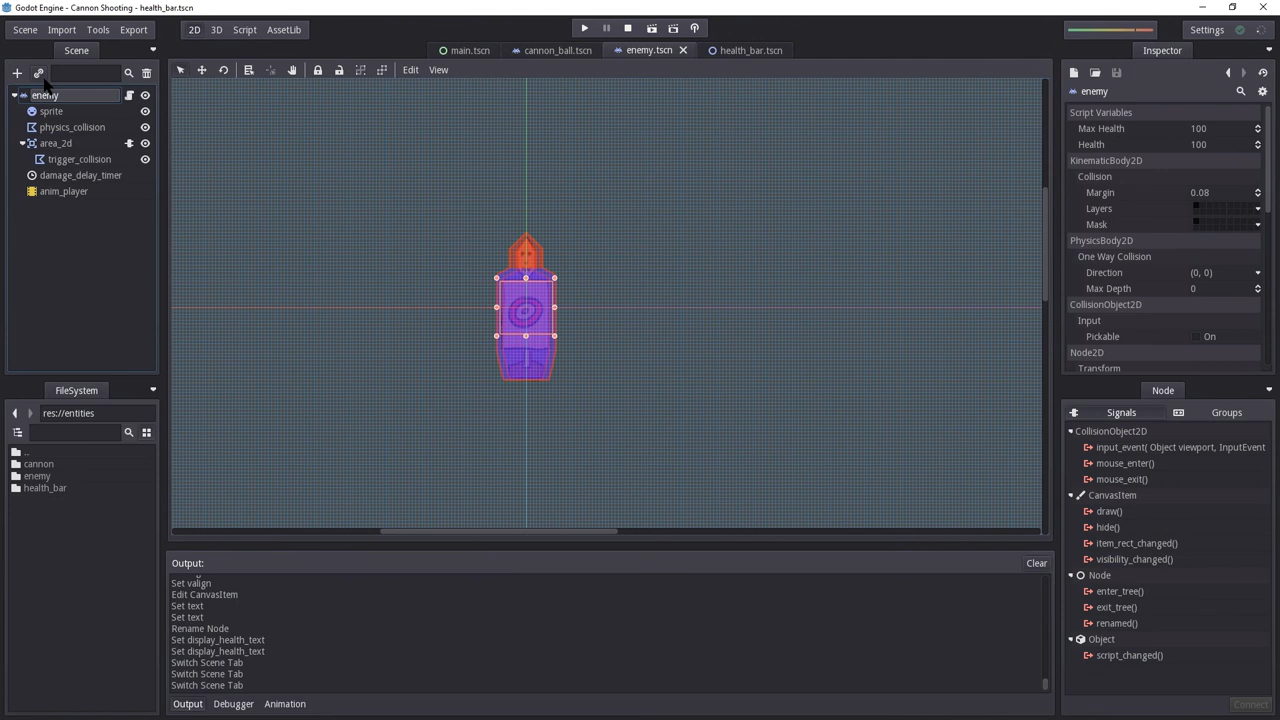 Godot Engine - Cannon Shooting - health_bar.tscn
Scene Import Tools Export
2D 3D Script AssetLib
Settings
Scene
main.tscn cannon_ball.tscn enemy.tscn health_bar.tscn
Inspector
Edit View
enemy
sprite
physics_collision
area_2d
trigger_collision
damage_delay_timer
anim_player
enemy
Script Variables
Max Health 100
Health 100
KinematicBody2D
Collision
Margin 0.08
Layers
Mask
PhysicsBody2D
One Way Collision
Direction (0, 0)
Max Depth 0
CollisionObject2D
Input
Pickable On
Node2D
Transform
FileSystem
res://entities
..
cannon
enemy
health_bar
Output: Clear
Set valign
Edit CanvasItem
Set text
Set text
Rename Node
Set display_health_text
Set display_health_text
Switch Scene Tab
Switch Scene Tab
Switch Scene Tab
Output Debugger Animation
Node
Signals Groups
CollisionObject2D
input_event( Object viewport, InputEvent
mouse_enter()
mouse_exit()
CanvasItem
draw()
hide()
item_rect_changed()
visibility_changed()
Node
enter_tree()
exit_tree()
renamed()
Object
script_changed()
Connect